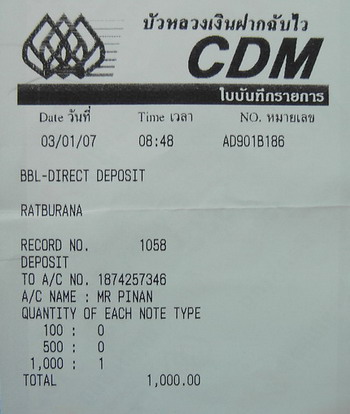 บัวหลวงเงินฝากฉับไว
CDM
ใบบันทึกรายการ
Date วันที่ Time เวลา NO. หมายเลข
03/01/07 08:48 AD901B186
BBL-DIRECT DEPOSIT
RATBURANA
RECORD NO. 1058
DEPOSIT
TO A/C NO. 1874257346
A/C NAME : MR PINAN
QUANTITY OF EACH NOTE TYPE
100 : 0
500 : 0
1,000 : 1
TOTAL 1,000.00